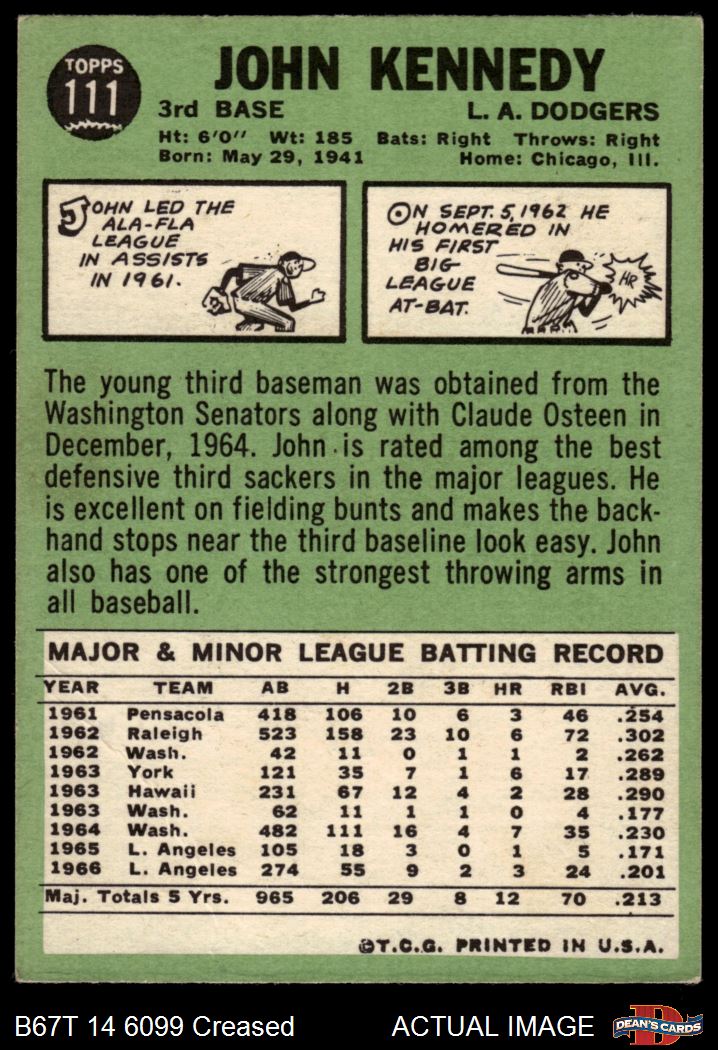 TOPPS
111
JOHN KENNEDY
3rd BASE L. A. DODGERS
Ht: 6'0" Wt: 185 Bats: Right Throws: Right
Born: May 29, 1941 Home: Chicago, Ill.
JOHN LED THE
ALA-FLA
LEAGUE
IN ASSISTS
IN 1961.
ON SEPT. 5, 1962 HE
HOMERED IN
HIS FIRST
BIG
LEAGUE
AT-BAT.
HR
The young third baseman was obtained from the
Washington Senators along with Claude Osteen in
December, 1964. John is rated among the best
defensive third sackers in the major leagues. He
is excellent on fielding bunts and makes the back-
hand stops near the third baseline look easy. John
also has one of the strongest throwing arms in
all baseball.
MAJOR & MINOR LEAGUE BATTING RECORD
YEAR TEAM AB H 2B 3B HR RBI AVG.
1961 Pensacola 418 106 10 6 3 46 .254
1962 Raleigh 523 158 23 10 6 72 .302
1962 Wash. 42 11 0 1 1 2 .262
1963 York 121 35 7 1 6 17 .289
1963 Hawaii 231 67 12 4 2 28 .290
1963 Wash. 62 11 1 1 0 4 .177
1964 Wash. 482 111 16 4 7 35 .230
1965 L. Angeles 105 18 3 0 1 5 .171
1966 L. Angeles 274 55 9 2 3 24 .201
Maj. Totals 5 Yrs. 965 206 29 8 12 70 .213
©T.C.G. PRINTED IN U.S.A.
B67T 14 6099 Creased ACTUAL IMAGE
D
DEAN'S CARDS